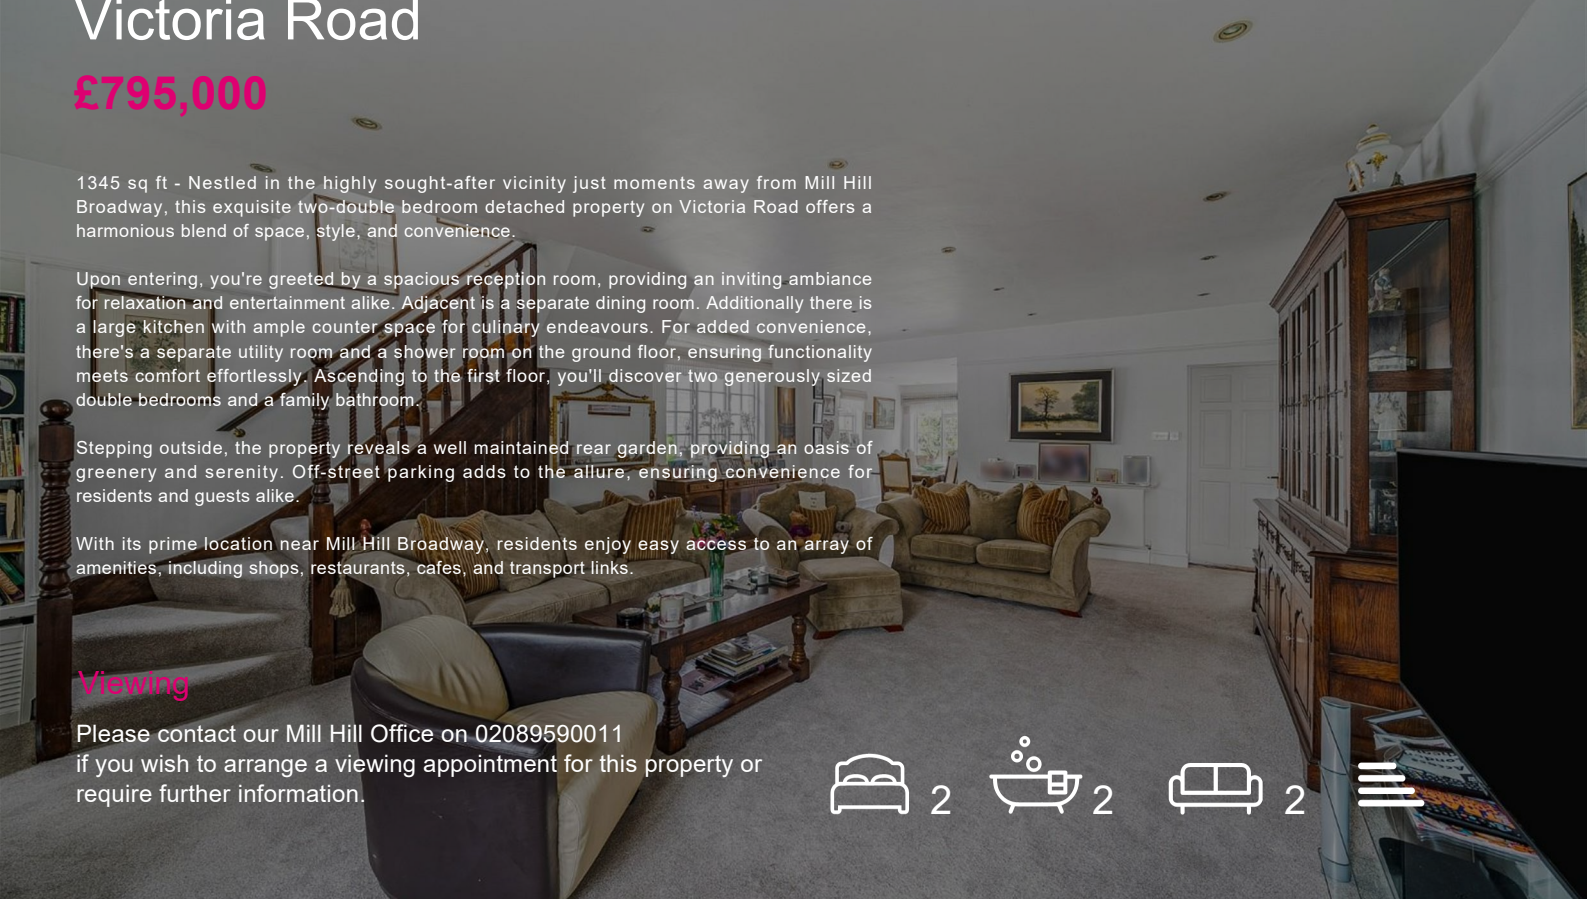 Victoria Road
£795,000
1345 sq ft - Nestled in the highly sought-after vicinity just moments away from Mill Hill
Broadway, this exquisite two-double bedroom detached property on Victoria Road offers a
harmonious blend of space, style, and convenience.
Upon entering, you're greeted by a spacious reception room, providing an inviting ambiance
for relaxation and entertainment alike. Adjacent is a separate dining room. Additionally there is
a large kitchen with ample counter space for culinary endeavours. For added convenience,
there's a separate utility room and a shower room on the ground floor, ensuring functionality
meets comfort effortlessly. Ascending to the first floor, you'll discover two generously sized
double bedrooms and a family bathroom.
Stepping outside, the property reveals a well maintained rear garden, providing an oasis of
greenery and serenity. Off-street parking adds to the allure, ensuring convenience for
residents and guests alike.
With its prime location near Mill Hill Broadway, residents enjoy easy access to an array of
amenities, including shops, restaurants, cafes, and transport links.
Viewing
Please contact our Mill Hill Office on 02089590011
if you wish to arrange a viewing appointment for this property or
require further information.
2 2 2